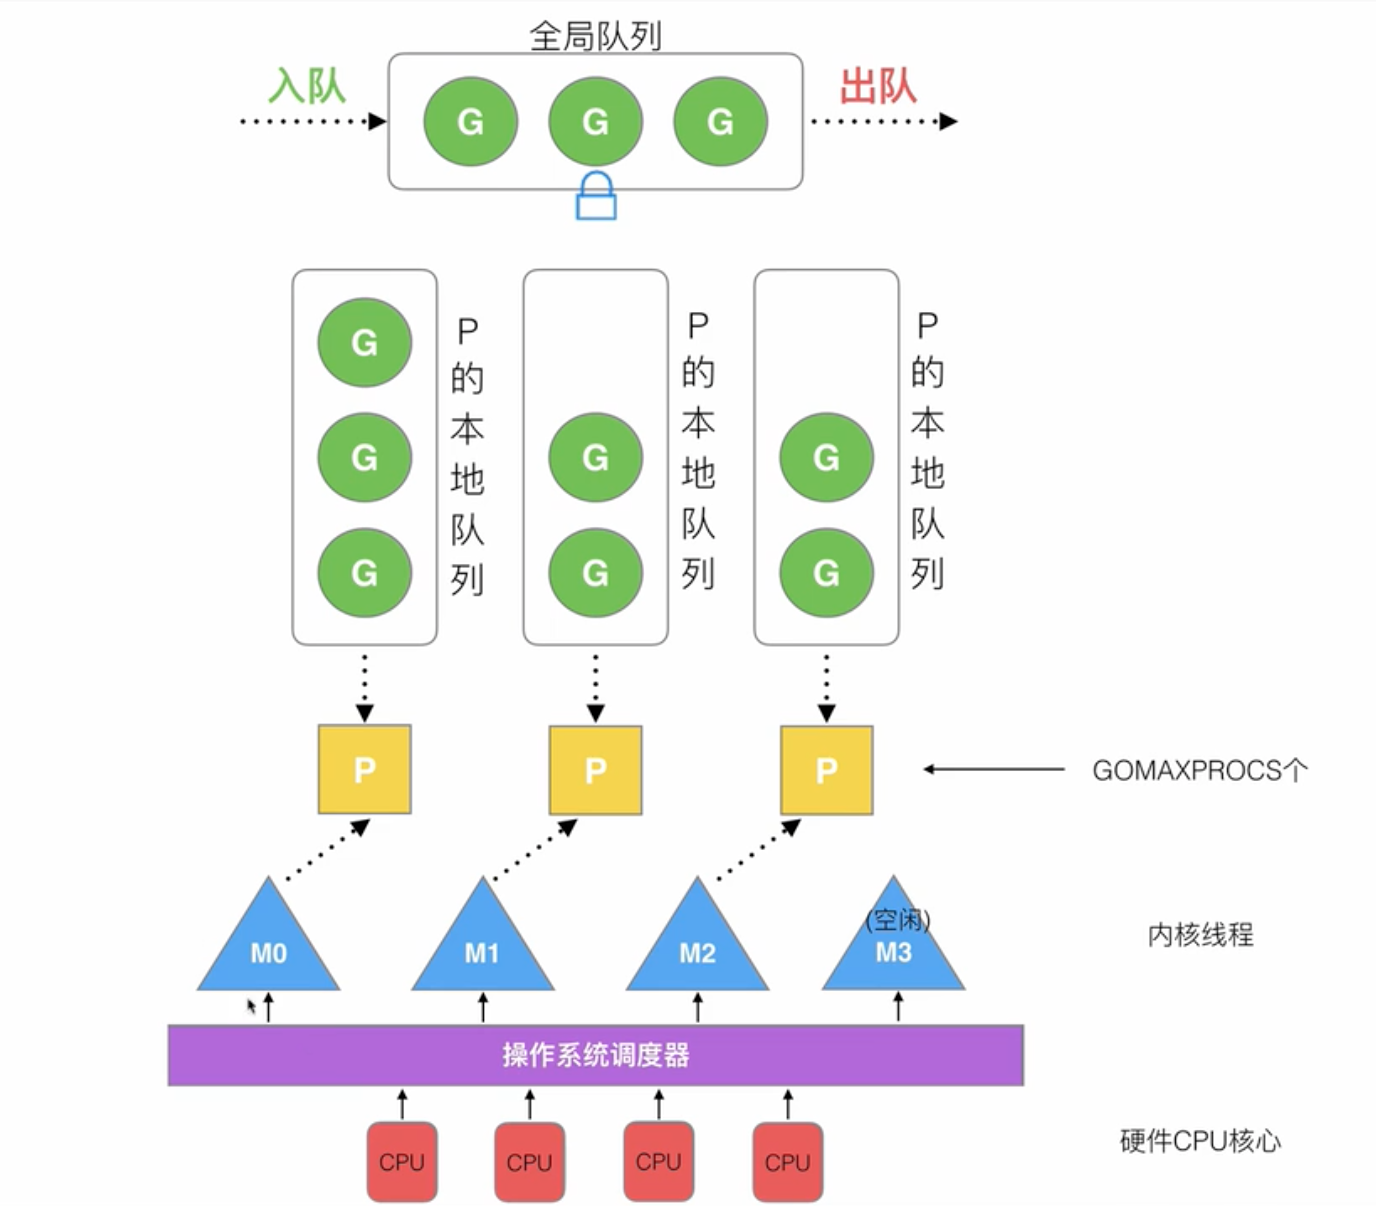 全局队列
入队
出队
G G G
P的本地队列
P的本地队列
P的本地队列
G
G G G
G G G
P P P
GOMAXPROCS个
(空闲)
M0 M1 M2 M3
内核线程
操作系统调度器
CPU CPU CPU CPU
硬件CPU核心